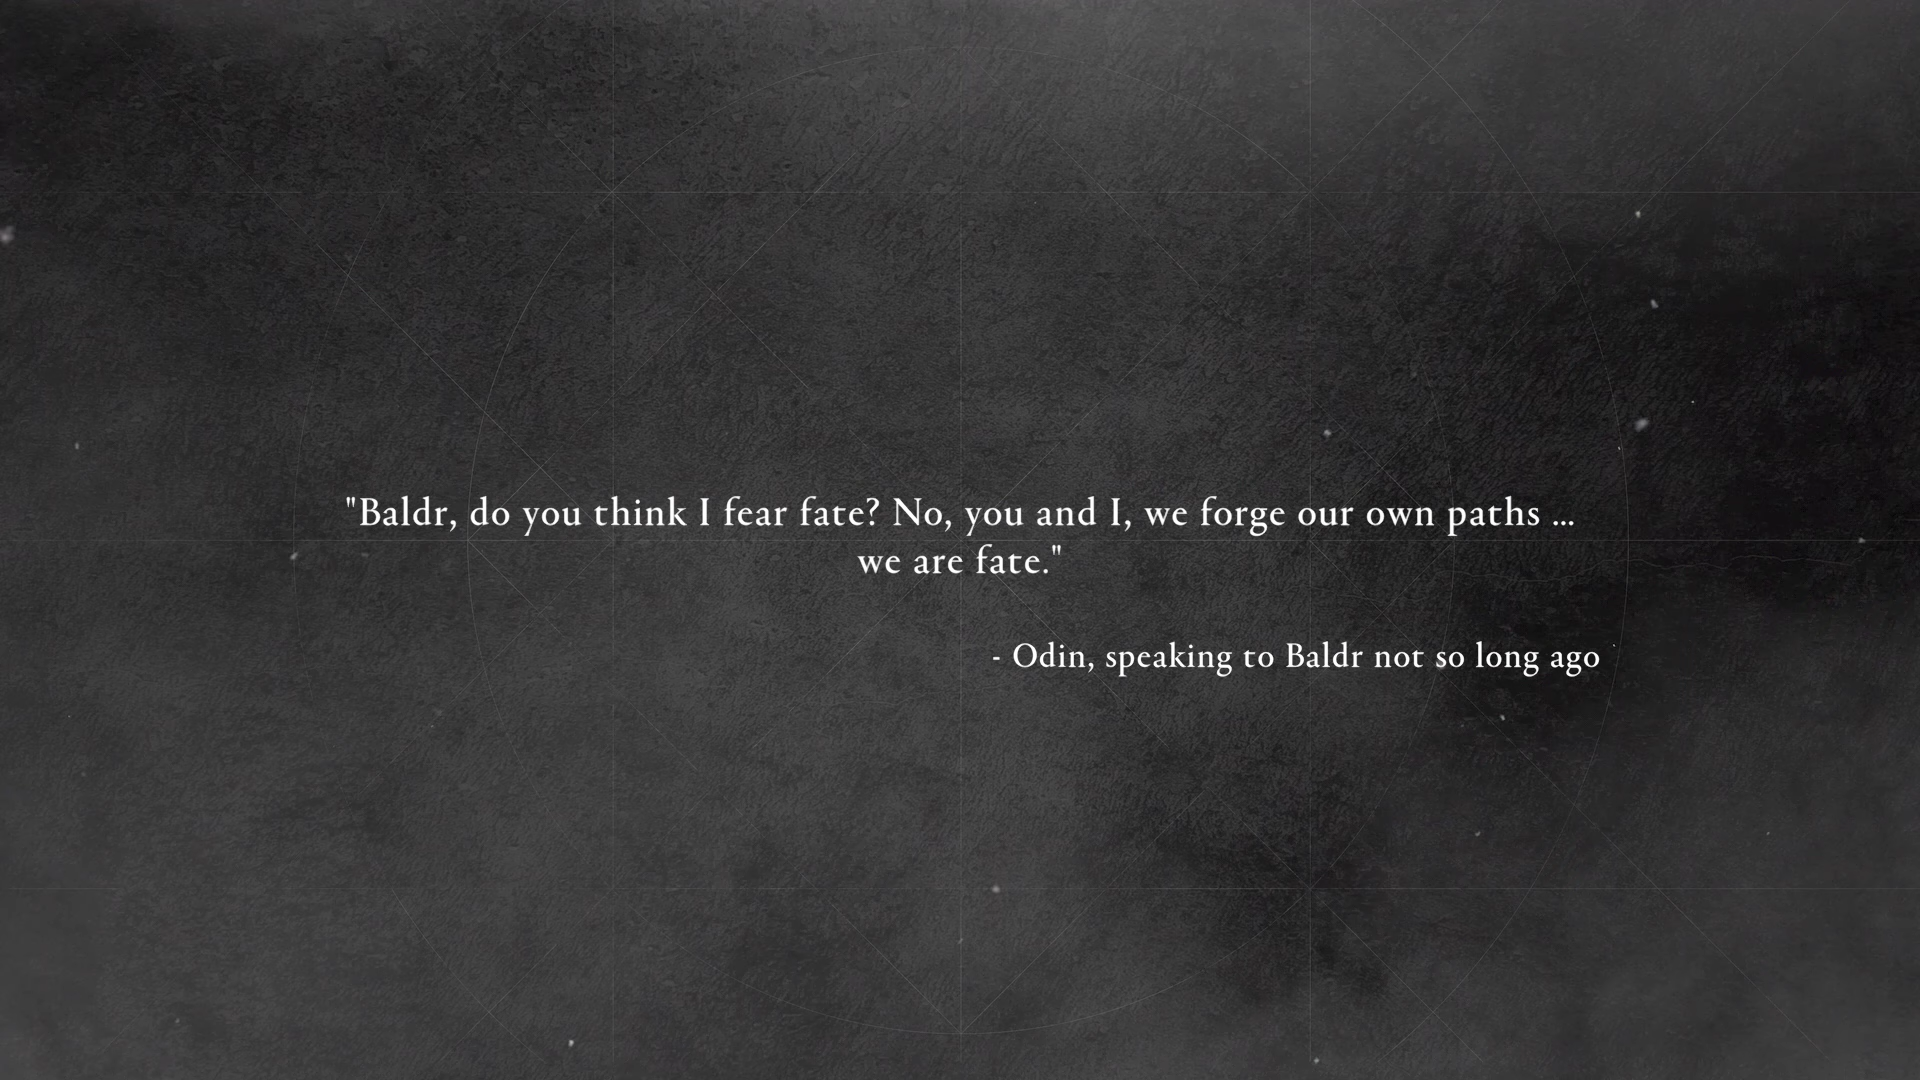 "Baldr, do you think I fear fate? No, you and I, we forge our own paths ...
we are fate."
- Odin, speaking to Baldr not so long ago